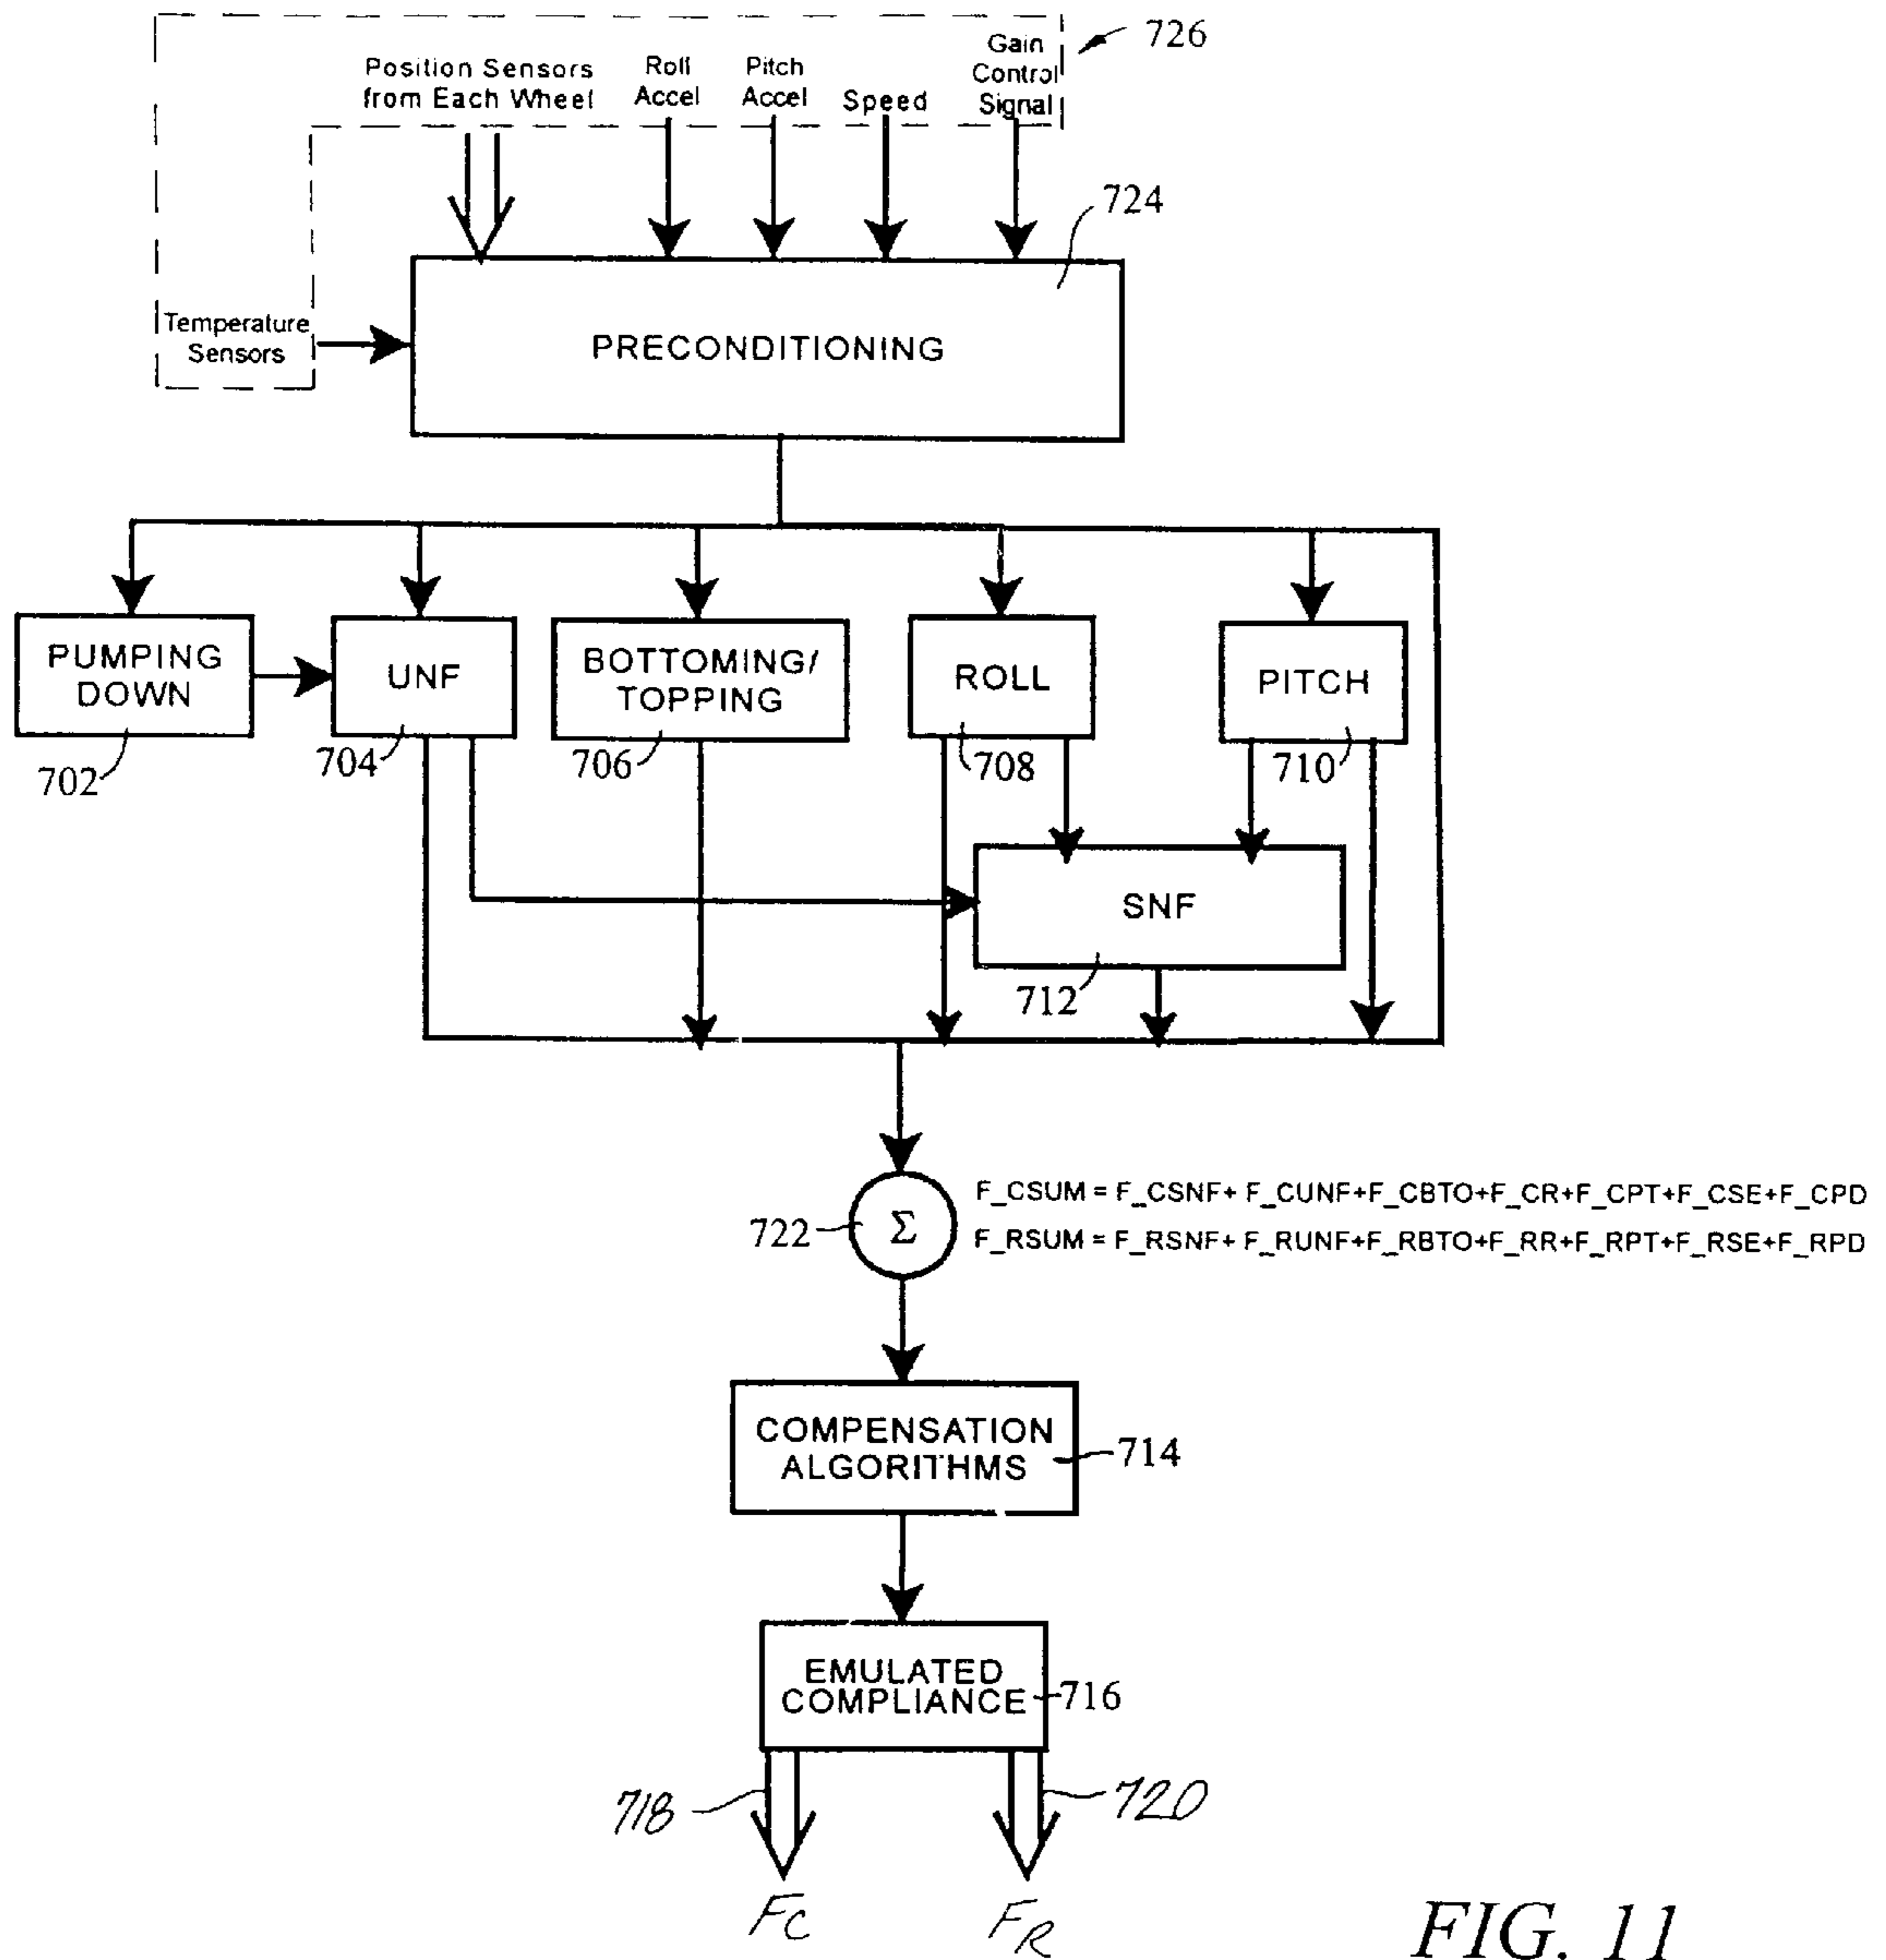 726
Position Sensors
from Each Wheel
Roll
Accel
Pitch
Accel
Speed
Gain
Control
Signal
724
Temperature
Sensors
PRECONDITIONING
PUMPING
DOWN
UNF
BOTTOMING/
TOPPING
ROLL
PITCH
702
704
706
708
710
SNF
712
722
Σ
F_CSUM = F_CSNF+ F_CUNF+F_CBTO+F_CR+F_CPT+F_CSE+F_CPD
F_RSUM = F_RSNF+ F_RUNF+F_RBTO+F_RR+F_RPT+F_RSE+F_RPD
COMPENSATION
ALGORITHMS
714
EMULATED
COMPLIANCE
716
718
720
FC
FR
FIG. 11